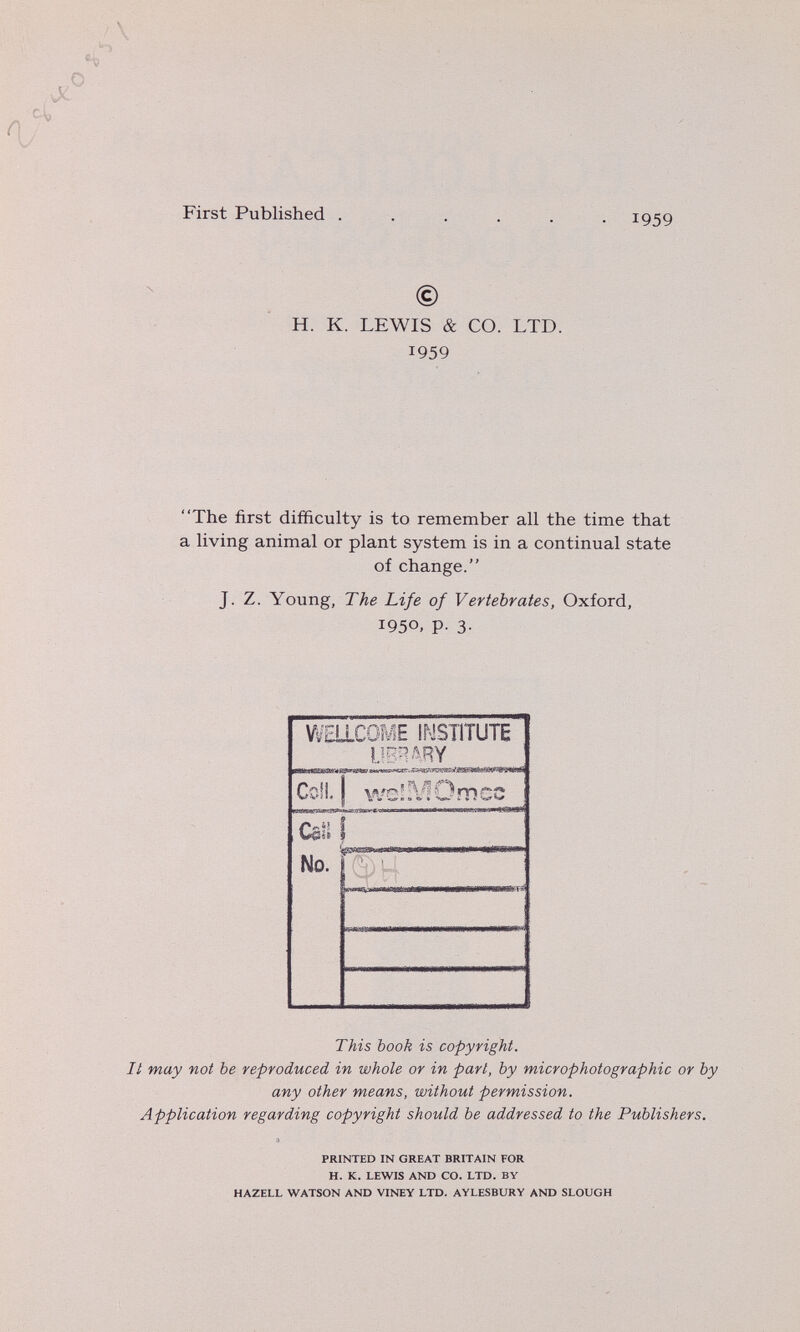 First Published . . . . . . 1959
©
H. K. LEWIS & CO. LTD.
1959
"The first difficulty is to remember all the time that
a living animal or plant system is in a continual state
of change."
J. Z. Young, The Life of Vertebrates, Oxford,
1950, p. 3.
WELLCOME INSTITUTE
LIBRARY
Coll. welMOmec
Call
No. QH
This book is copyright.
It may not be reproduced in whole or in part, by microphotographic or by
any other means, without permission.
Application regarding copyright should be addressed to the Publishers.
PRINTED IN GREAT BRITAIN FOR
H. K. LEWIS AND CO. LTD. BY
HAZELL WATSON AND VINEY LTD. AYLESBURY AND SLOUGH